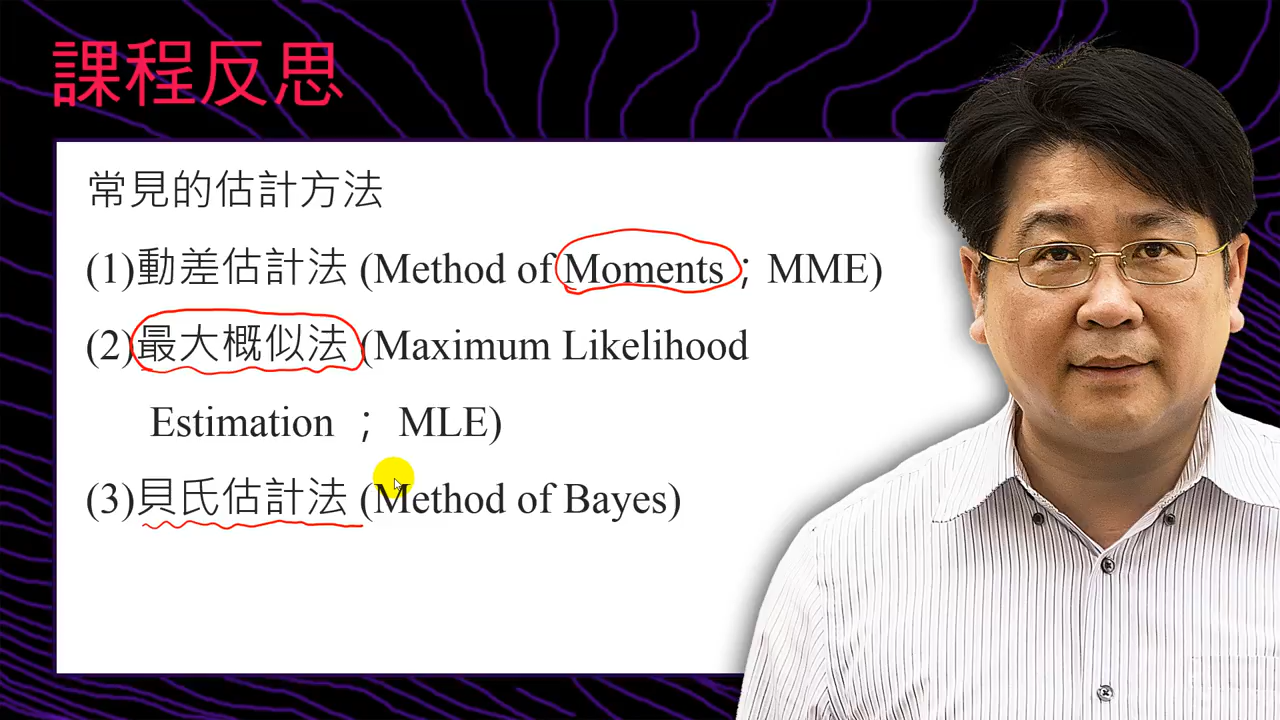 課程反思
常見的估計方法
(1)動差估計法 (Method of Moments；MME)
(2)最大概似法 (Maximum Likelihood
Estimation ； MLE)
(3)貝氏估計法 (Method of Bayes)